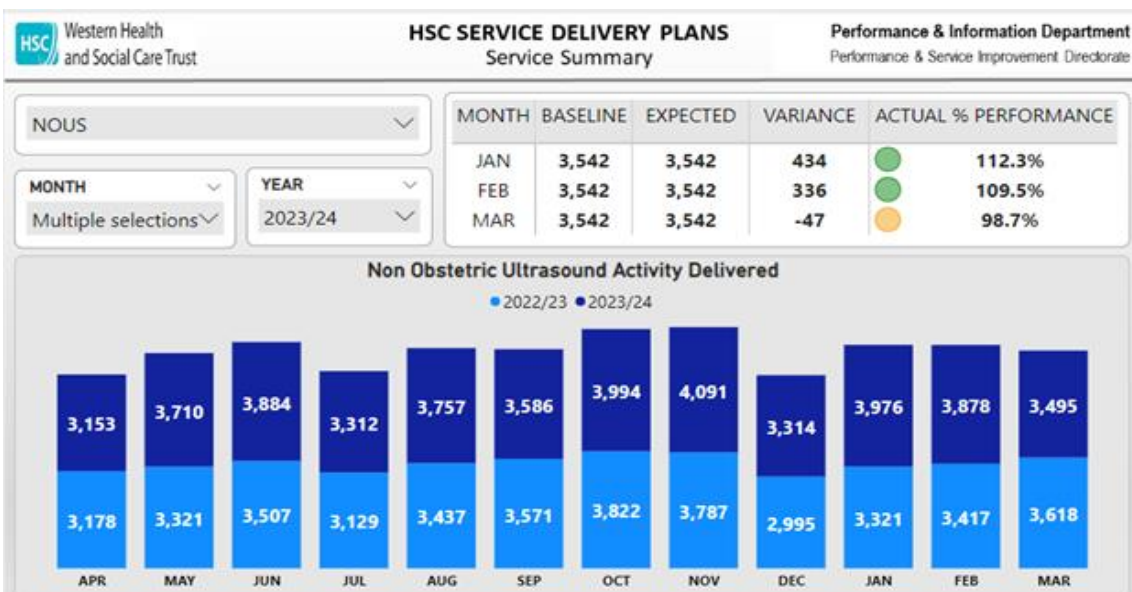 HSC
Western Health
and Social Care Trust
HSC SERVICE DELIVERY PLANS
Service Summary
Performance & Information Department
Performance & Service Improvement Directorate
NOUS
MONTH
Multiple selections
YEAR
2023/24
MONTH BASELINE EXPECTED VARIANCE ACTUAL % PERFORMANCE
JAN 3,542 3,542 434 112.3%
FEB 3,542 3,542 336 109.5%
MAR 3,542 3,542 -47 98.7%
Non Obstetric Ultrasound Activity Delivered
2022/23 2023/24
3,153 3,710 3,884 3,312 3,757 3,586 3,994 4,091 3,314 3,976 3,878 3,495
3,178 3,321 3,507 3,129 3,437 3,571 3,822 3,787 2,995 3,321 3,417 3,618
APR MAY JUN JUL AUG SEP OCT NOV DEC JAN FEB MAR